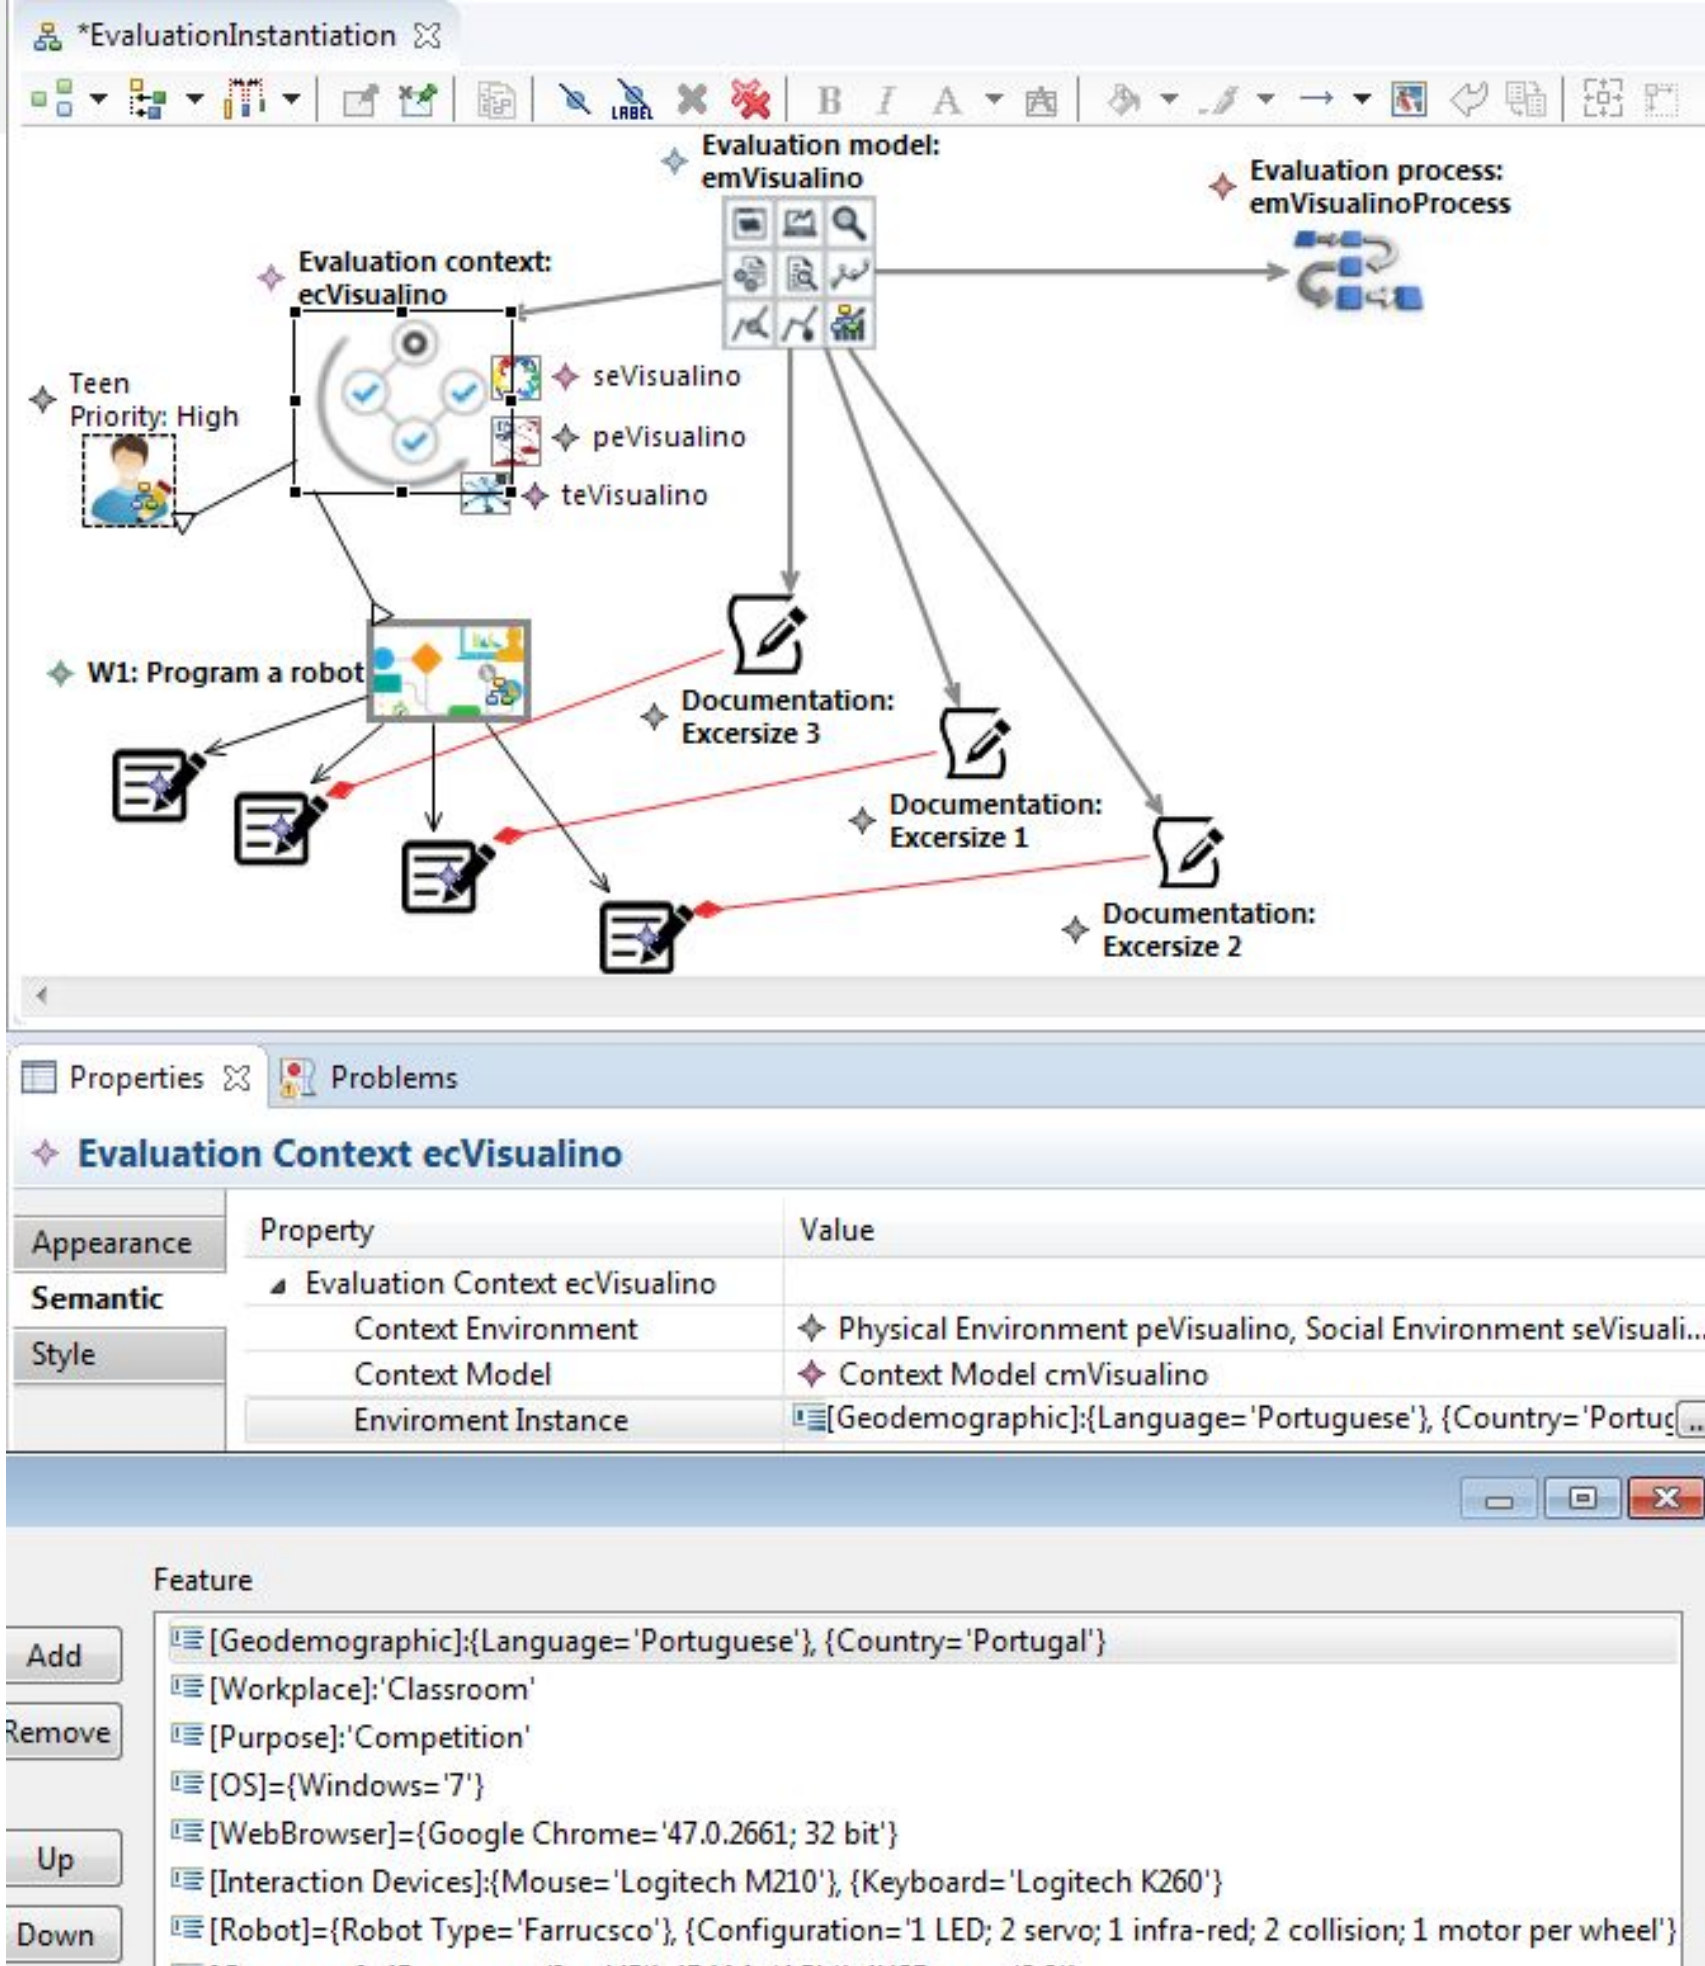 *EvaluationInstantiation
LABEL
B I A A
Evaluation model:
emVisualino
Evaluation process:
emVisualinoProcess
Evaluation context:
ecVisualino
Teen
Priority: High
seVisualino
peVisualino
teVisualino
W1: Program a robot
Documentation:
Excersize 3
Documentation:
Excersize 1
Documentation:
Excersize 2
Properties
Problems
Evaluation Context ecVisualino
Appearance
Semantic
Style
Property Value
Evaluation Context ecVisualino
Context Environment Physical Environment peVisualino, Social Environment seVisuali...
Context Model Context Model cmVisualino
Enviroment Instance [Geodemographic]:{Language='Portuguese'}, {Country='Portug ...
Feature
Add
Remove
Up
Down
[Geodemographic]:{Language='Portuguese'}, {Country='Portugal'}
[Workplace]:'Classroom'
[Purpose]:'Competition'
[OS]={Windows='7'}
[WebBrowser]={Google Chrome='47.0.2661; 32 bit'}
[Interaction Devices]:{Mouse='Logitech M210'}, {Keyboard='Logitech K260'}
[Robot]={Robot Type='Farrucsco'}, {Configuration='1 LED; 2 servo; 1 infra-red; 2 collision; 1 motor per wheel'}